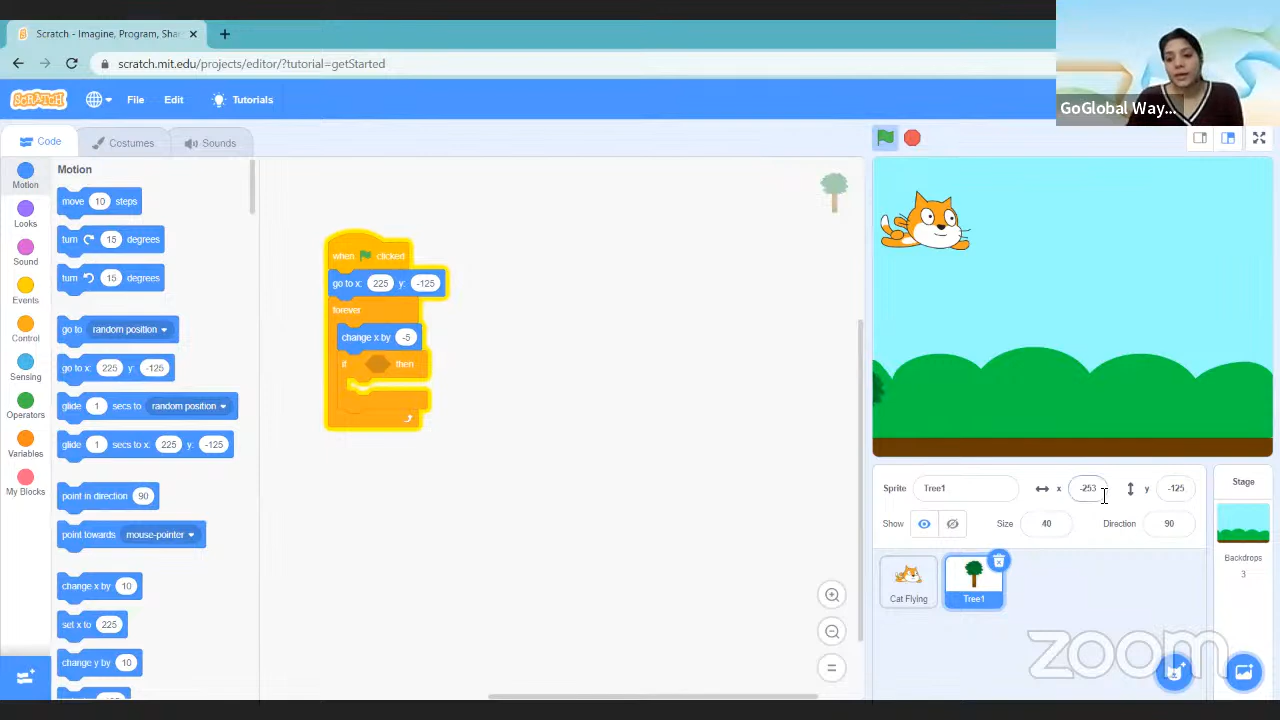 Scratch - Imagine, Program, Shar
scratch.mit.edu/projects/editor/?tutorial=getStarted
GoGlobal Way...
SCRATCH
File
Edit
Tutorials
Code
Costumes
Sounds
Motion
Looks
Sound
Events
Control
Sensing
Operators
Variables
My Blocks
Motion
move 10 steps
turn 15 degrees
turn 15 degrees
go to random position
go to x: 225 y: -125
glide 1 secs to random position
glide 1 secs to x: 225 y: -125
point in direction 90
point towards mouse-pointer
change x by 10
set x to 225
change y by 10
when clicked
go to x: 225 y: -125
forever
change x by -5
if then
Sprite Tree1 x -253 y -125
Show Size 40 Direction 90
Cat Flying
Tree1
Stage
Backdrops
3
zoom